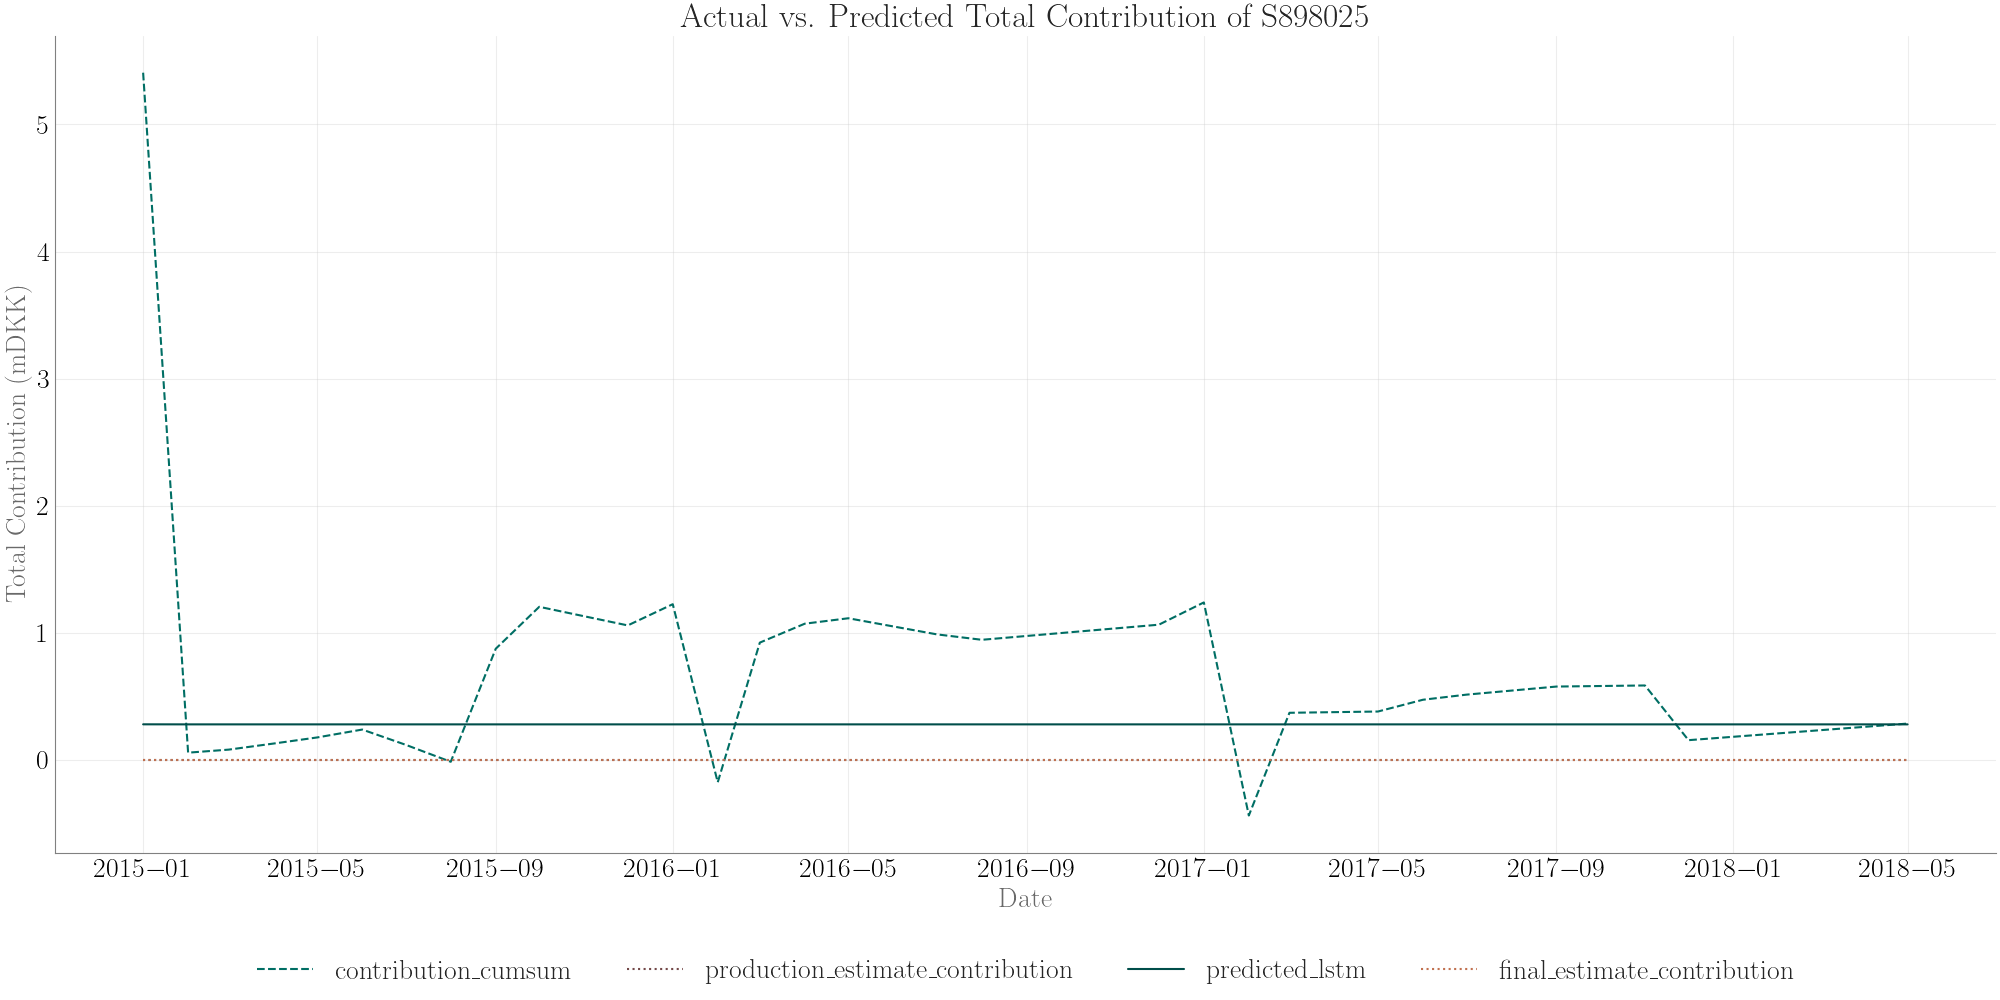 Actual vs. Predicted Total Contribution of S898025
Total Contribution (mDKK)
5
4
3
2
1
0
2015–01 2015–05 2015–09 2016–01 2016–05 2016–09 2017–01 2017–05 2017–09 2018–01 2018–05
Date
contribution_cumsum production_estimate_contribution predicted_lstm final_estimate_contribution